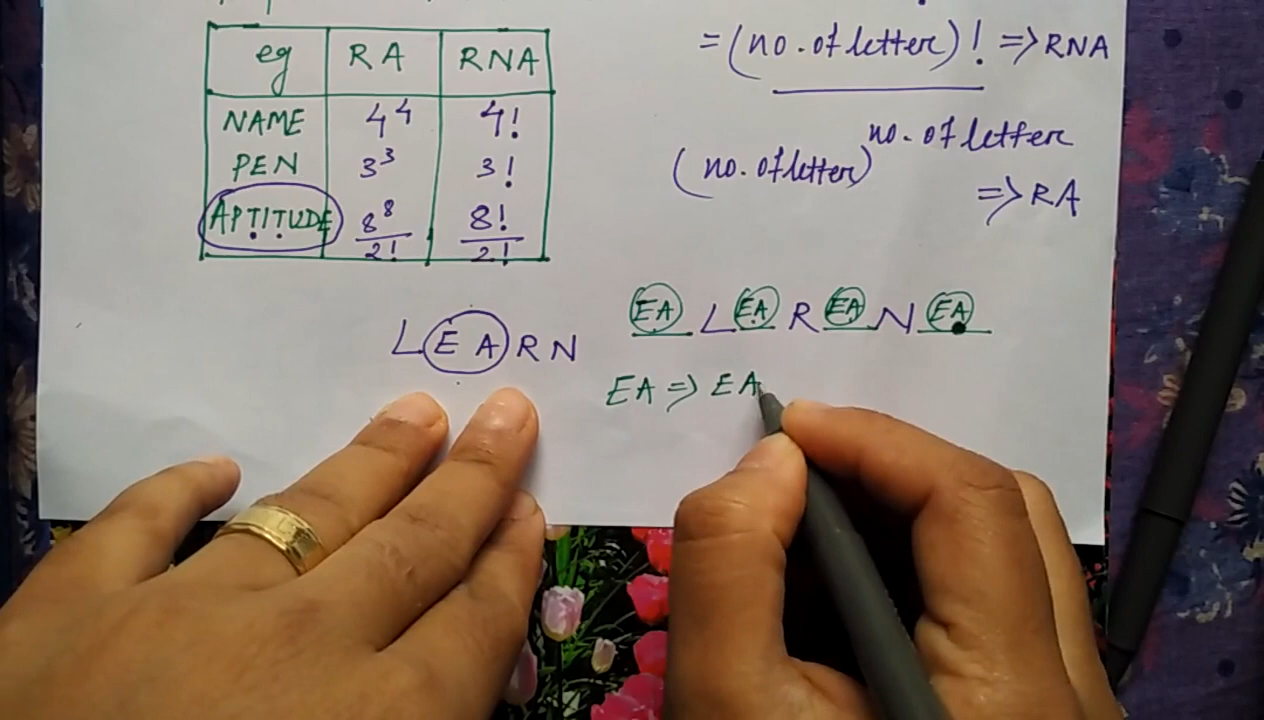 eg RA RNA
NAME 4⁴ 4!
PEN 3³ 3!
APTITUDE 8⁸/2! 8!/2!
= (no. of letter)! => RNA
(no. of letter)^no. of letter
=> RA
LEARN
EA L EA R EA N EA
EA => EA